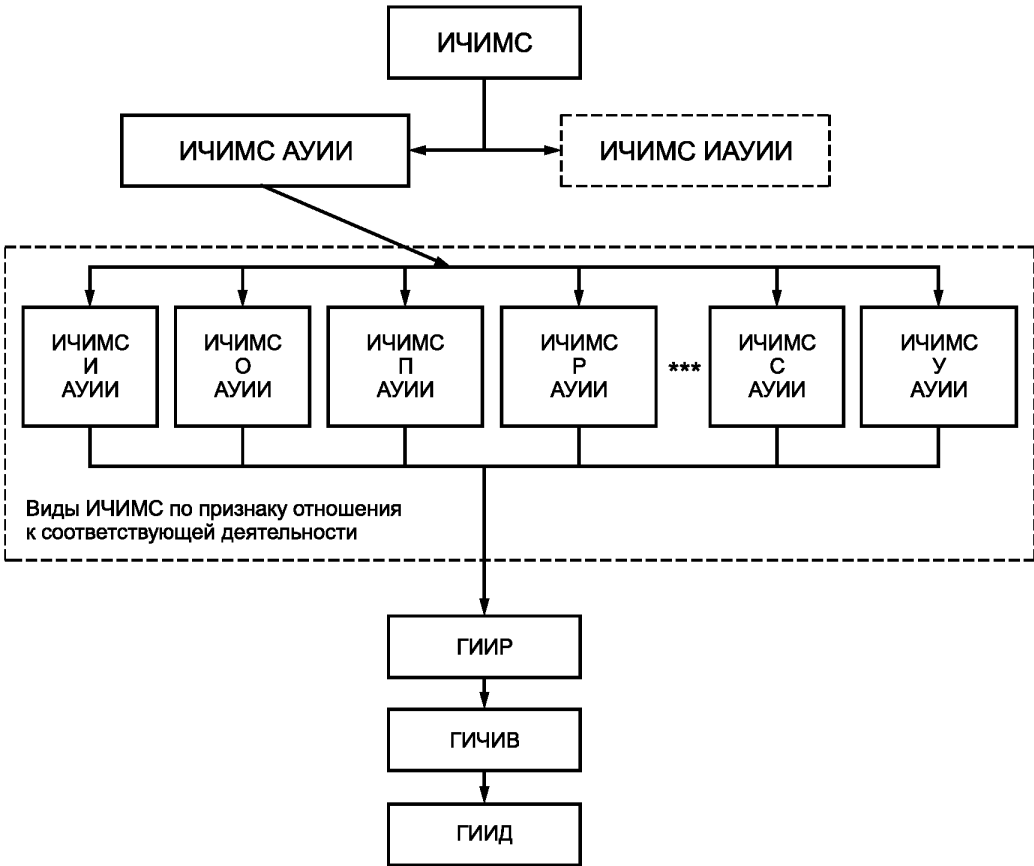 ИЧИМС
ИЧИМС АУИИ
ИЧИМС ИАУИИ
ИЧИМС
И
АУИИ
ИЧИМС
О
АУИИ
ИЧИМС
П
АУИИ
ИЧИМС
Р
АУИИ
***
ИЧИМС
С
АУИИ
ИЧИМС
У
АУИИ
Виды ИЧИМС по признаку отношения
к соответствующей деятельности
ГИИР
ГИЧИВ
ГИИД